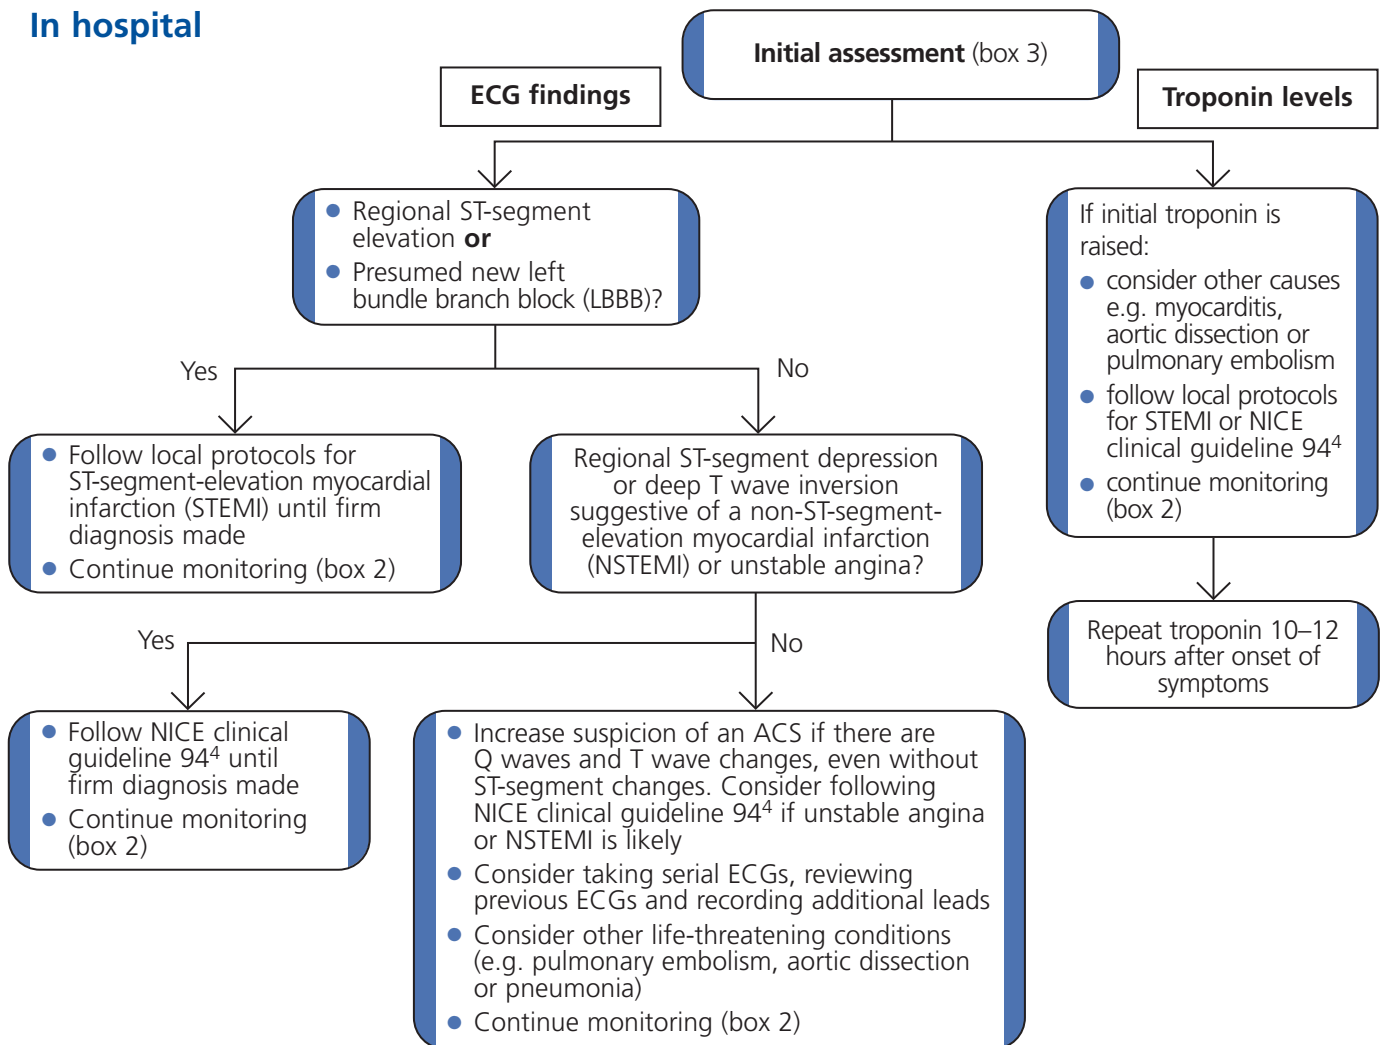 In hospital
Initial assessment (box 3)
ECG findings
Troponin levels
● Regional ST-segment
elevation or
● Presumed new left
bundle branch block (LBBB)?
If initial troponin is
raised:
● consider other causes
e.g. myocarditis,
aortic dissection or
pulmonary embolism
● follow local protocols
for STEMI or NICE
clinical guideline 94⁴
● continue monitoring
(box 2)
Yes
No
● Follow local protocols for
ST-segment-elevation myocardial
infarction (STEMI) until firm
diagnosis made
● Continue monitoring (box 2)
Regional ST-segment depression
or deep T wave inversion
suggestive of a non-ST-segment-
elevation myocardial infarction
(NSTEMI) or unstable angina?
Repeat troponin 10–12
hours after onset of
symptoms
Yes
No
● Follow NICE clinical
guideline 94⁴ until
firm diagnosis made
● Continue monitoring
(box 2)
● Increase suspicion of an ACS if there are
Q waves and T wave changes, even without
ST-segment changes. Consider following
NICE clinical guideline 94⁴ if unstable angina
or NSTEMI is likely
● Consider taking serial ECGs, reviewing
previous ECGs and recording additional leads
● Consider other life-threatening conditions
(e.g. pulmonary embolism, aortic dissection
or pneumonia)
● Continue monitoring (box 2)